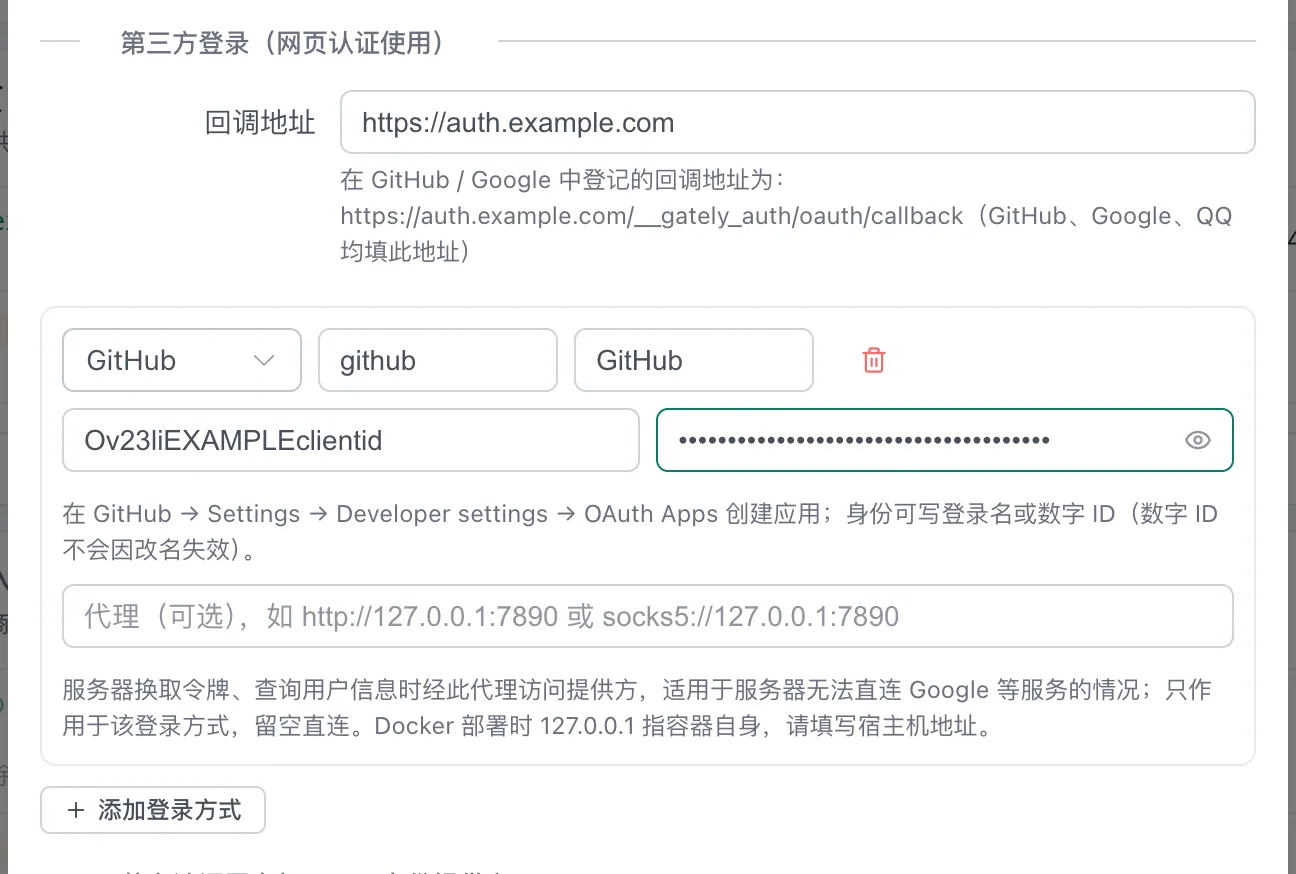 第三方登录（网页认证使用）
回调地址
https://auth.example.com
在 GitHub / Google 中登记的回调地址为：
https://auth.example.com/__gately_auth/oauth/callback（GitHub、Google、QQ
均填此地址）
GitHub
github
GitHub
Ov23liEXAMPLEclientid
••••••••••••••••••••••••••••••••••••••••
在 GitHub → Settings → Developer settings → OAuth Apps 创建应用；身份可写登录名或数字 ID（数字 ID
不会因改名失效）。
代理（可选），如 http://127.0.0.1:7890 或 socks5://127.0.0.1:7890
服务器换取令牌、查询用户信息时经此代理访问提供方，适用于服务器无法直连 Google 等服务的情况；只作
用于该登录方式，留空直连。Docker 部署时 127.0.0.1 指容器自身，请填写宿主机地址。
+ 添加登录方式